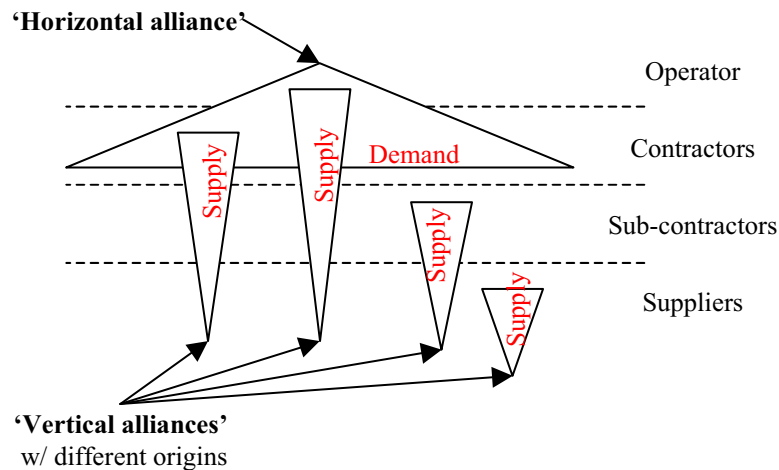 ‘Horizontal alliance’
Operator
Contractors
Demand
Supply
Supply
Supply
Supply
Sub-contractors
Suppliers
‘Vertical alliances’
w/ different origins